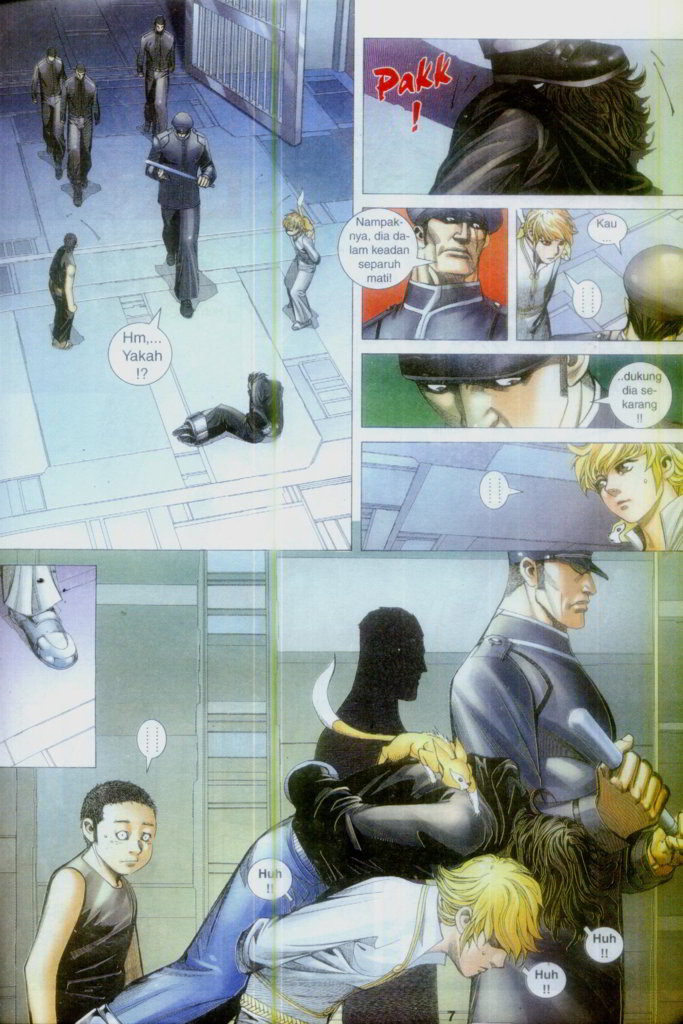 Hm,...
Yakah
!?
Pakk
!
Nampak-
nya, dia da-
lam keadan
separuh
mati!
Kau
...
..dukung
dia se-
karang
!!
Huh
!!
Huh
!!
Huh
!!
7